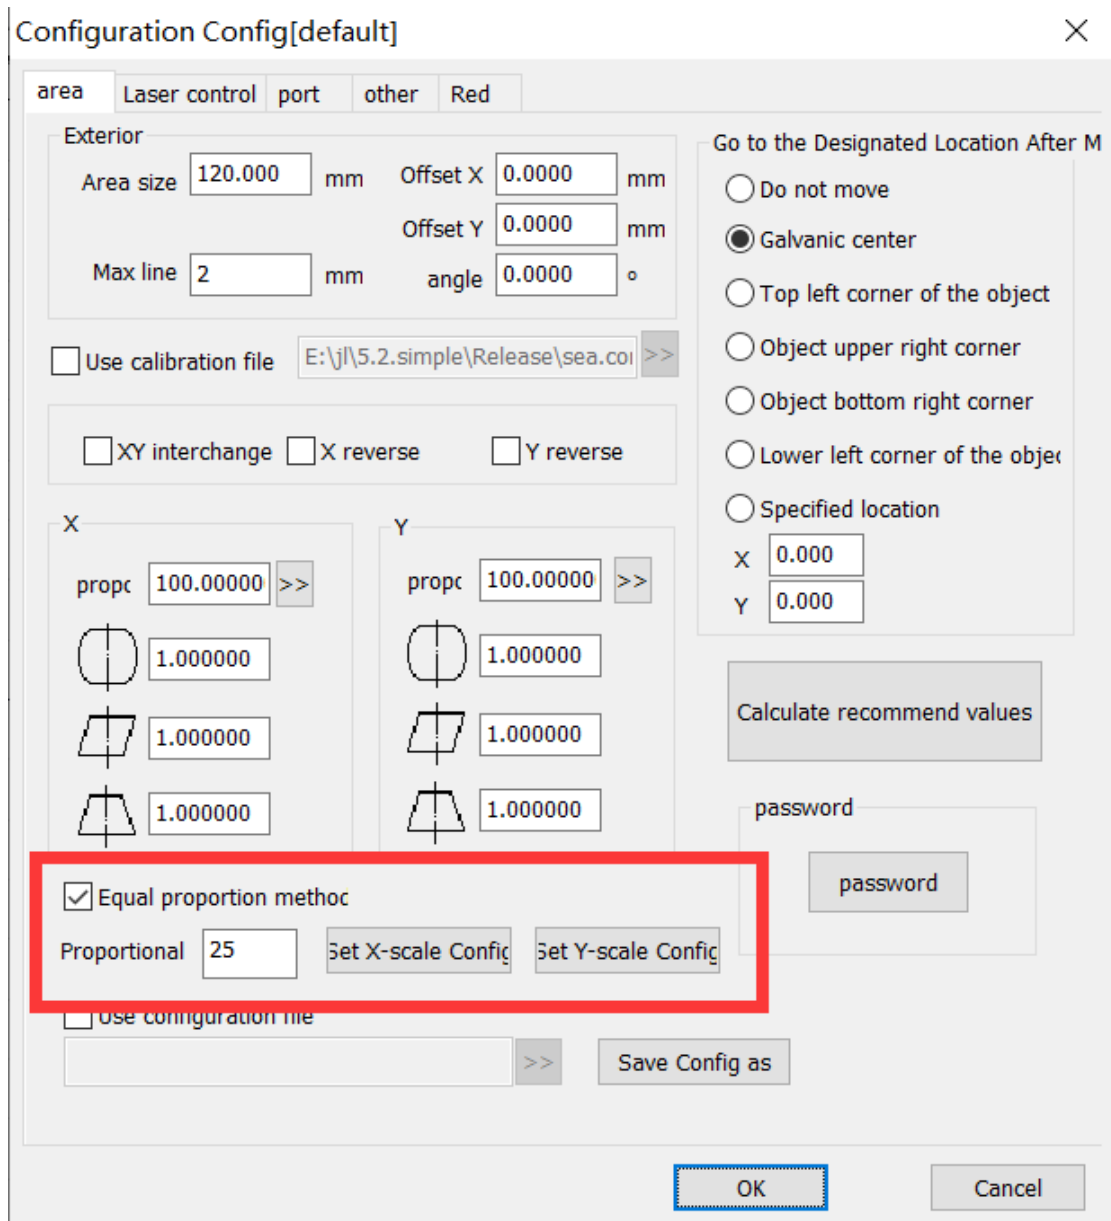 Configuration Config[default]
area Laser control port other Red
Exterior
Area size 120.000 mm Offset X 0.0000 mm
Offset Y 0.0000 mm
Max line 2 mm angle 0.0000 °
Use calibration file E:\jl\5.2.simple\Release\sea.cor >>
XY interchange X reverse Y reverse
X
propo 100.00000 >>
1.000000
1.000000
1.000000
Y
propo 100.00000 >>
1.000000
1.000000
1.000000
Equal proportion method
Proportional 25 Set X-scale Config Set Y-scale Config
Use configuration file
>> Save Config as
Go to the Designated Location After M
Do not move
Galvanic center
Top left corner of the object
Object upper right corner
Object bottom right corner
Lower left corner of the objec
Specified location
X 0.000
Y 0.000
Calculate recommend values
password
password
OK Cancel